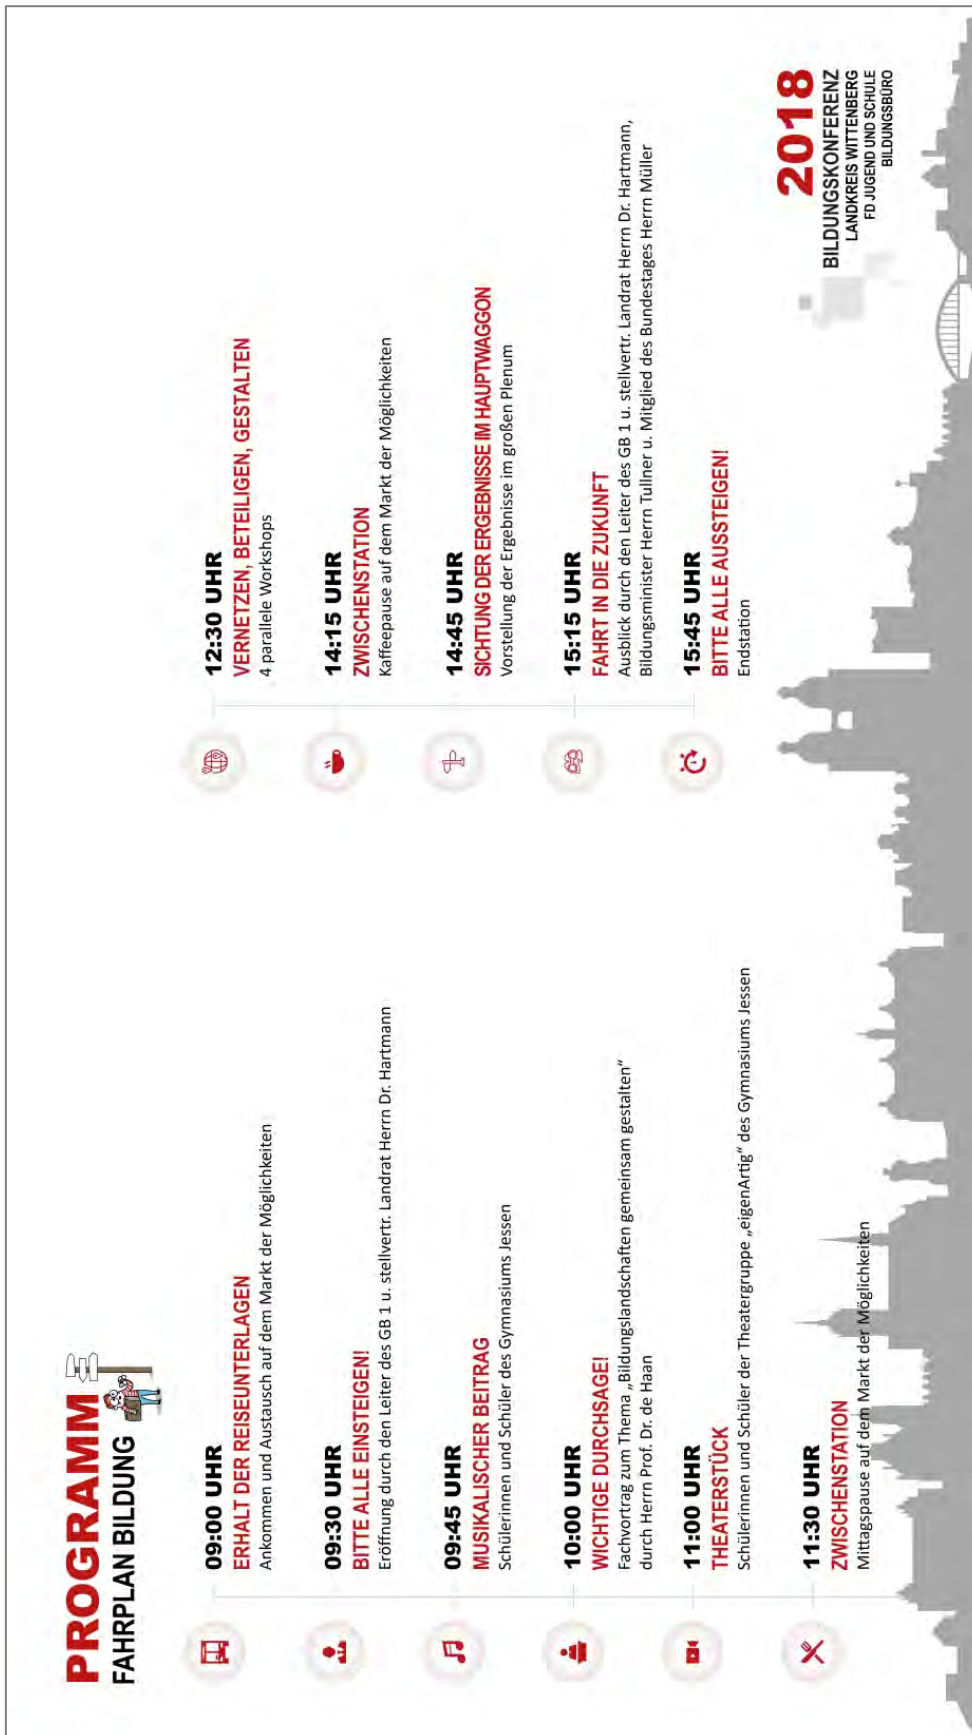 PROGRAMM
FAHRPLAN BILDUNG
09:00 UHR
ERHALT DER REISEUNTERLAGEN
Ankommen und Austausch auf dem Markt der Möglichkeiten
09:30 UHR
BITTE ALLE EINSTEIGEN!
Eröffnung durch den Leiter des GB 1 u. stellvertr. Landrat Herrn Dr. Hartmann
09:45 UHR
MUSIKALISCHER BEITRAG
Schülerinnen und Schüler des Gymnasiums Jessen
10:00 UHR
WICHTIGE DURCHSAGE!
Fachvortrag zum Thema „Bildungslandschaften gemeinsam gestalten"
durch Herrn Prof. Dr. de Haan
11:00 UHR
THEATERSTÜCK
Schülerinnen und Schüler der Theatergruppe „eigenArtig" des Gymnasiums Jessen
11:30 UHR
ZWISCHENSTATION
Mittagspause auf dem Markt der Möglichkeiten
12:30 UHR
VERNETZEN, BETEILIGEN, GESTALTEN
4 parallele Workshops
14:15 UHR
ZWISCHENSTATION
Kaffeepause auf dem Markt der Möglichkeiten
14:45 UHR
SICHTUNG DER ERGEBNISSE IM HAUPTWAGGON
Vorstellung der Ergebnisse im großen Plenum
15:15 UHR
FAHRT IN DIE ZUKUNFT
Ausblick durch den Leiter des GB 1 u. stellvertr. Landrat Herrn Dr. Hartmann,
Bildungsminister Herrn Tullner u. Mitglied des Bundestages Herrn Müller
15:45 UHR
BITTE ALLE AUSSTEIGEN!
Endstation
2018
BILDUNGSKONFERENZ
LANDKREIS WITTENBERG
FD JUGEND UND SCHULE
BILDUNGSBÜRO